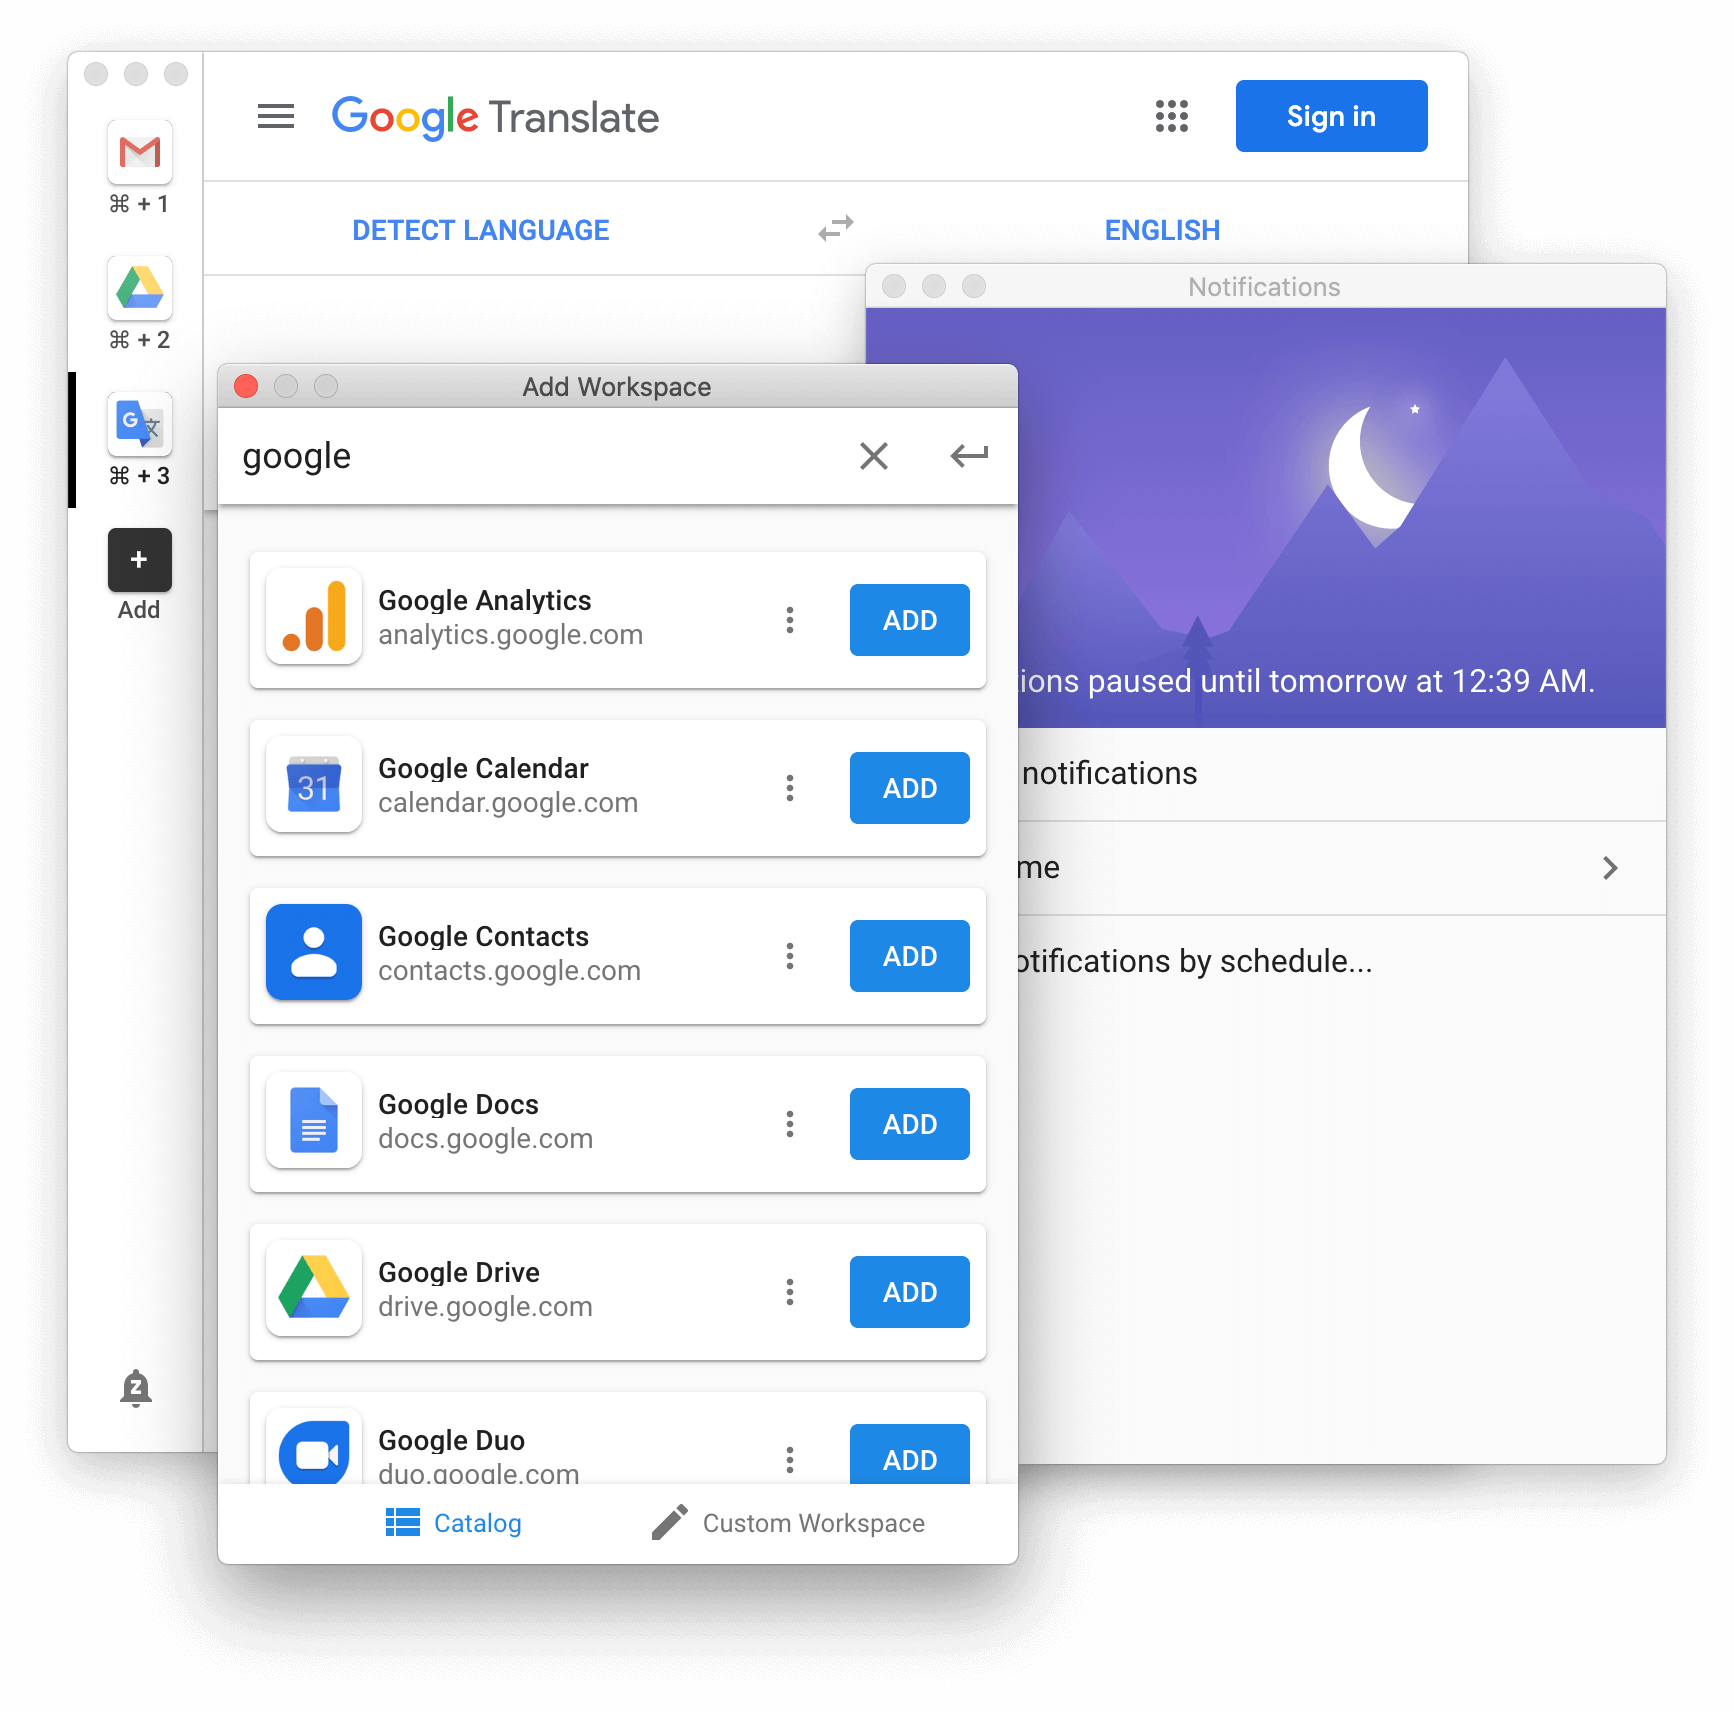 Google Translate
Sign in
⌘ + 1
DETECT LANGUAGE
ENGLISH
⌘ + 2
⌘ + 3
+
Add
Notifications
paused until tomorrow at 12:39 AM.
notifications
by schedule...
Add Workspace
google
Google Analytics
analytics.google.com
ADD
31
Google Calendar
calendar.google.com
ADD
Google Contacts
contacts.google.com
ADD
Google Docs
docs.google.com
ADD
Google Drive
drive.google.com
ADD
Google Duo
duo.google.com
ADD
Catalog
Custom Workspace